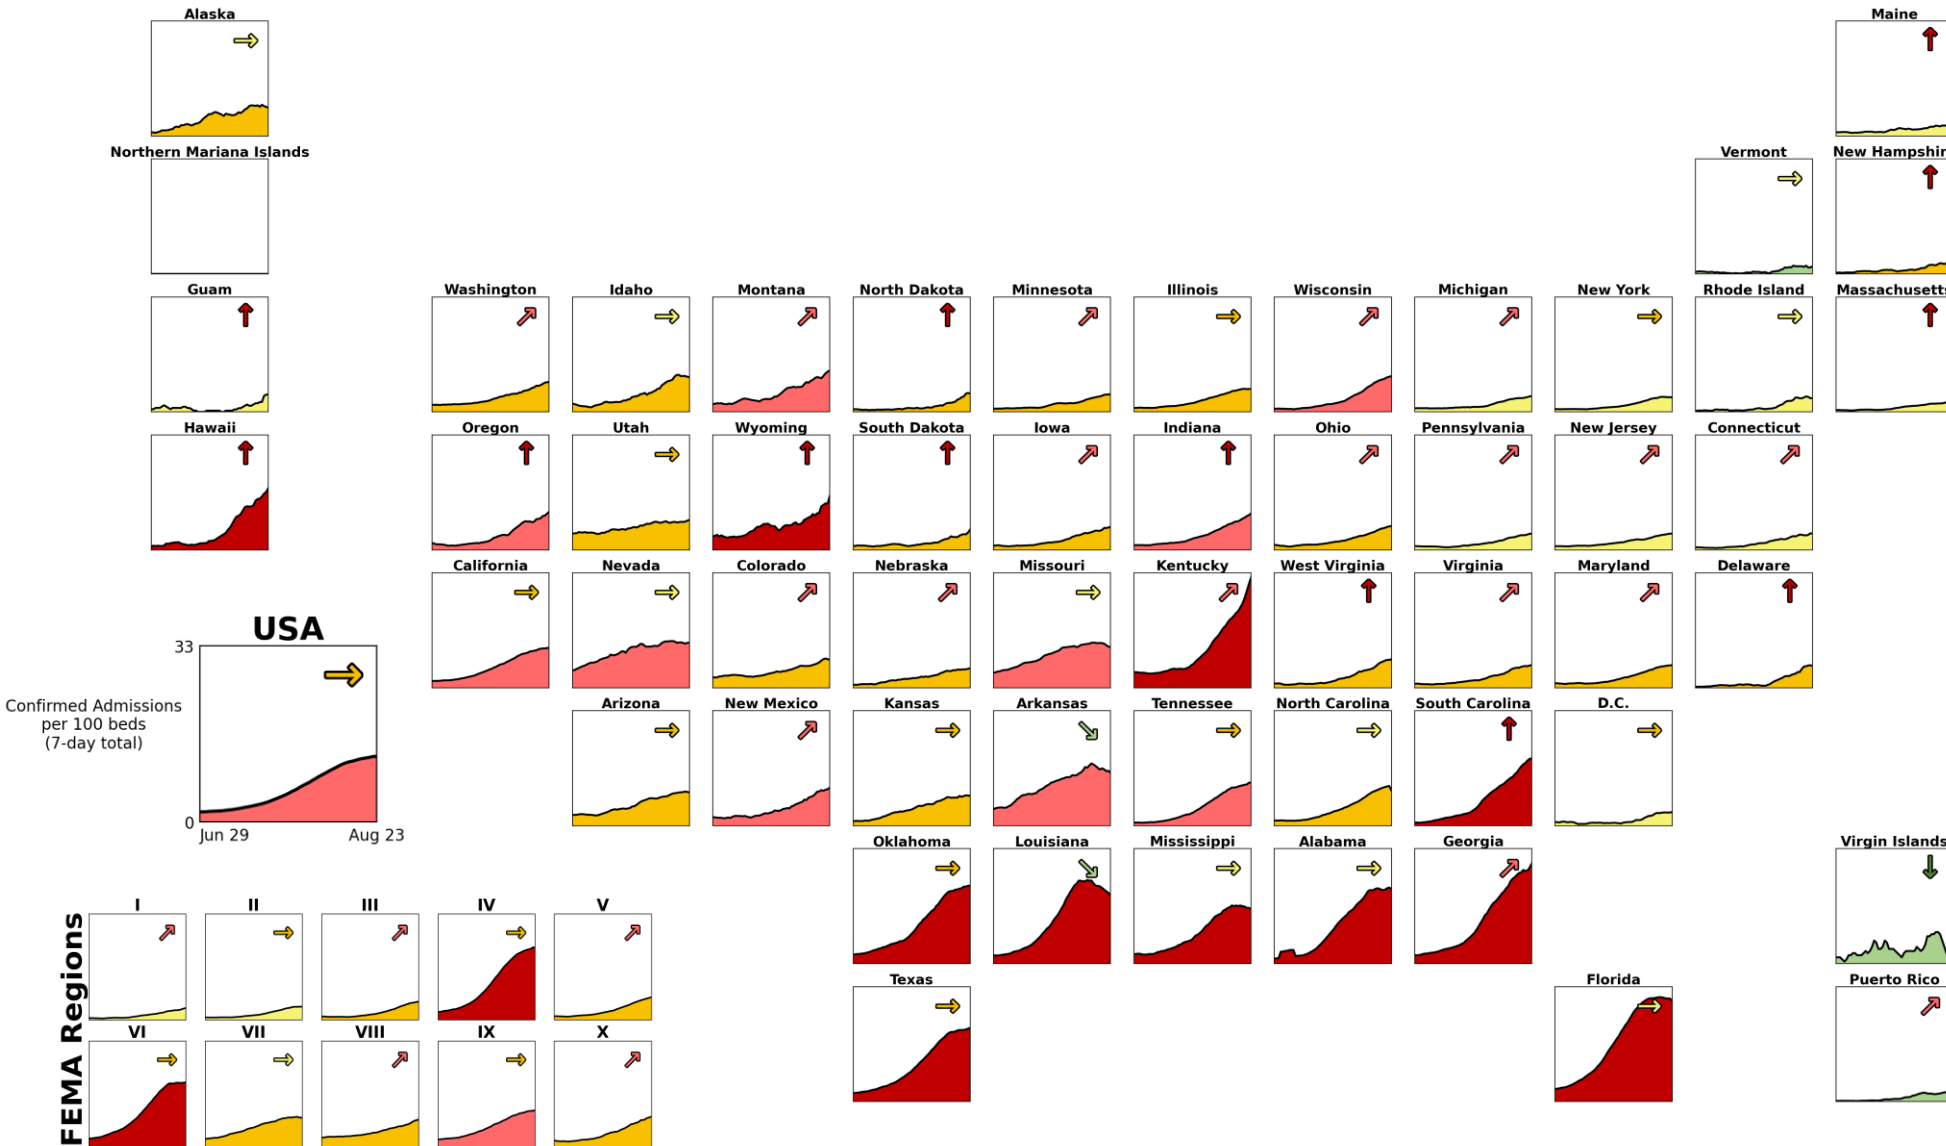 Alaska
Maine
Northern Mariana Islands
Vermont
New Hampshir
Guam
Washington
Idaho
Montana
North Dakota
Minnesota
Illinois
Wisconsin
Michigan
New York
Rhode Island
Massachusetts
Hawaii
Oregon
Utah
Wyoming
South Dakota
Iowa
Indiana
Ohio
Pennsylvania
New Jersey
Connecticut
California
Nevada
Colorado
Nebraska
Missouri
Kentucky
West Virginia
Virginia
Maryland
Delaware
USA
33
Confirmed Admissions
per 100 beds
(7-day total)
0
Jun 29
Aug 23
Arizona
New Mexico
Kansas
Arkansas
Tennessee
North Carolina
South Carolina
D.C.
Oklahoma
Louisiana
Mississippi
Alabama
Georgia
Virgin Islands
Texas
Florida
Puerto Rico
FEMA Regions
I
II
III
IV
V
VI
VII
VIII
IX
X